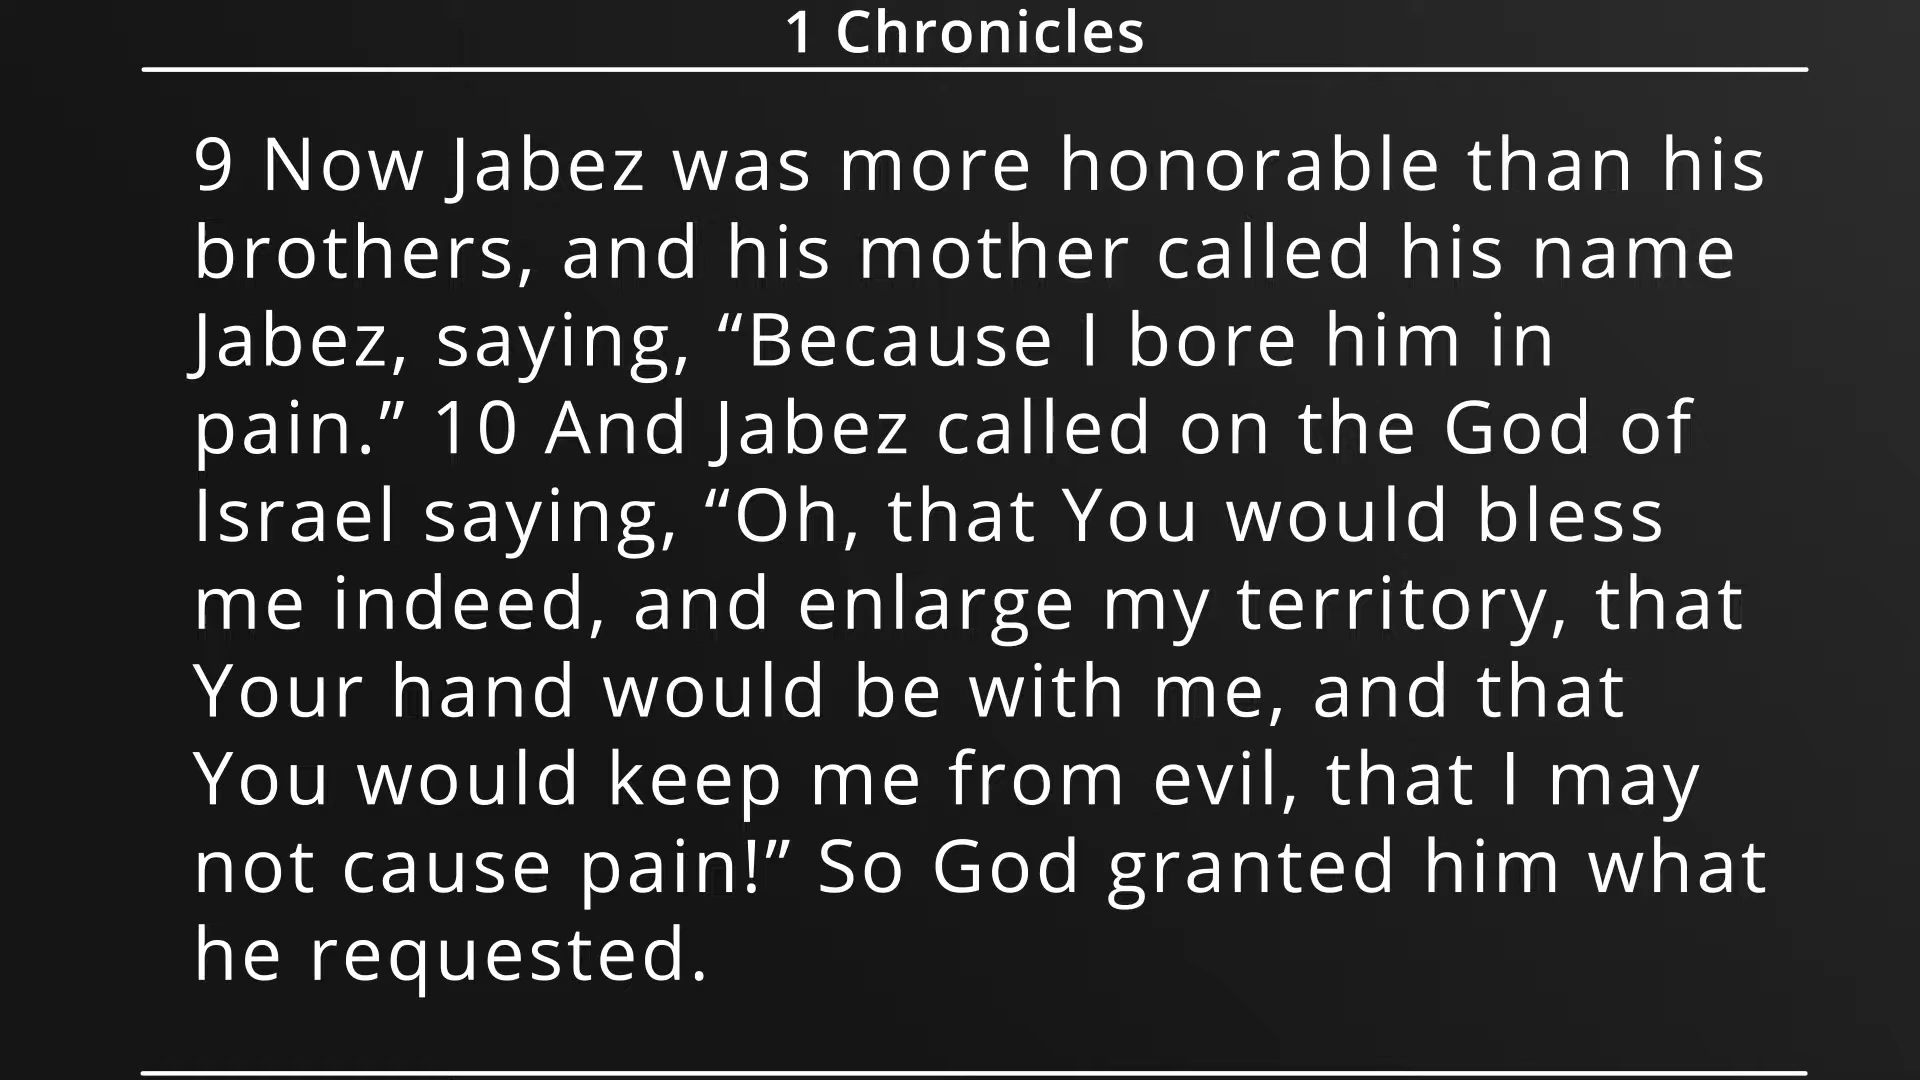 1 Chronicles
9 Now Jabez was more honorable than his
brothers, and his mother called his name
Jabez, saying, “Because I bore him in
pain.” 10 And Jabez called on the God of
Israel saying, “Oh, that You would bless
me indeed, and enlarge my territory, that
Your hand would be with me, and that
You would keep me from evil, that I may
not cause pain!” So God granted him what
he requested.